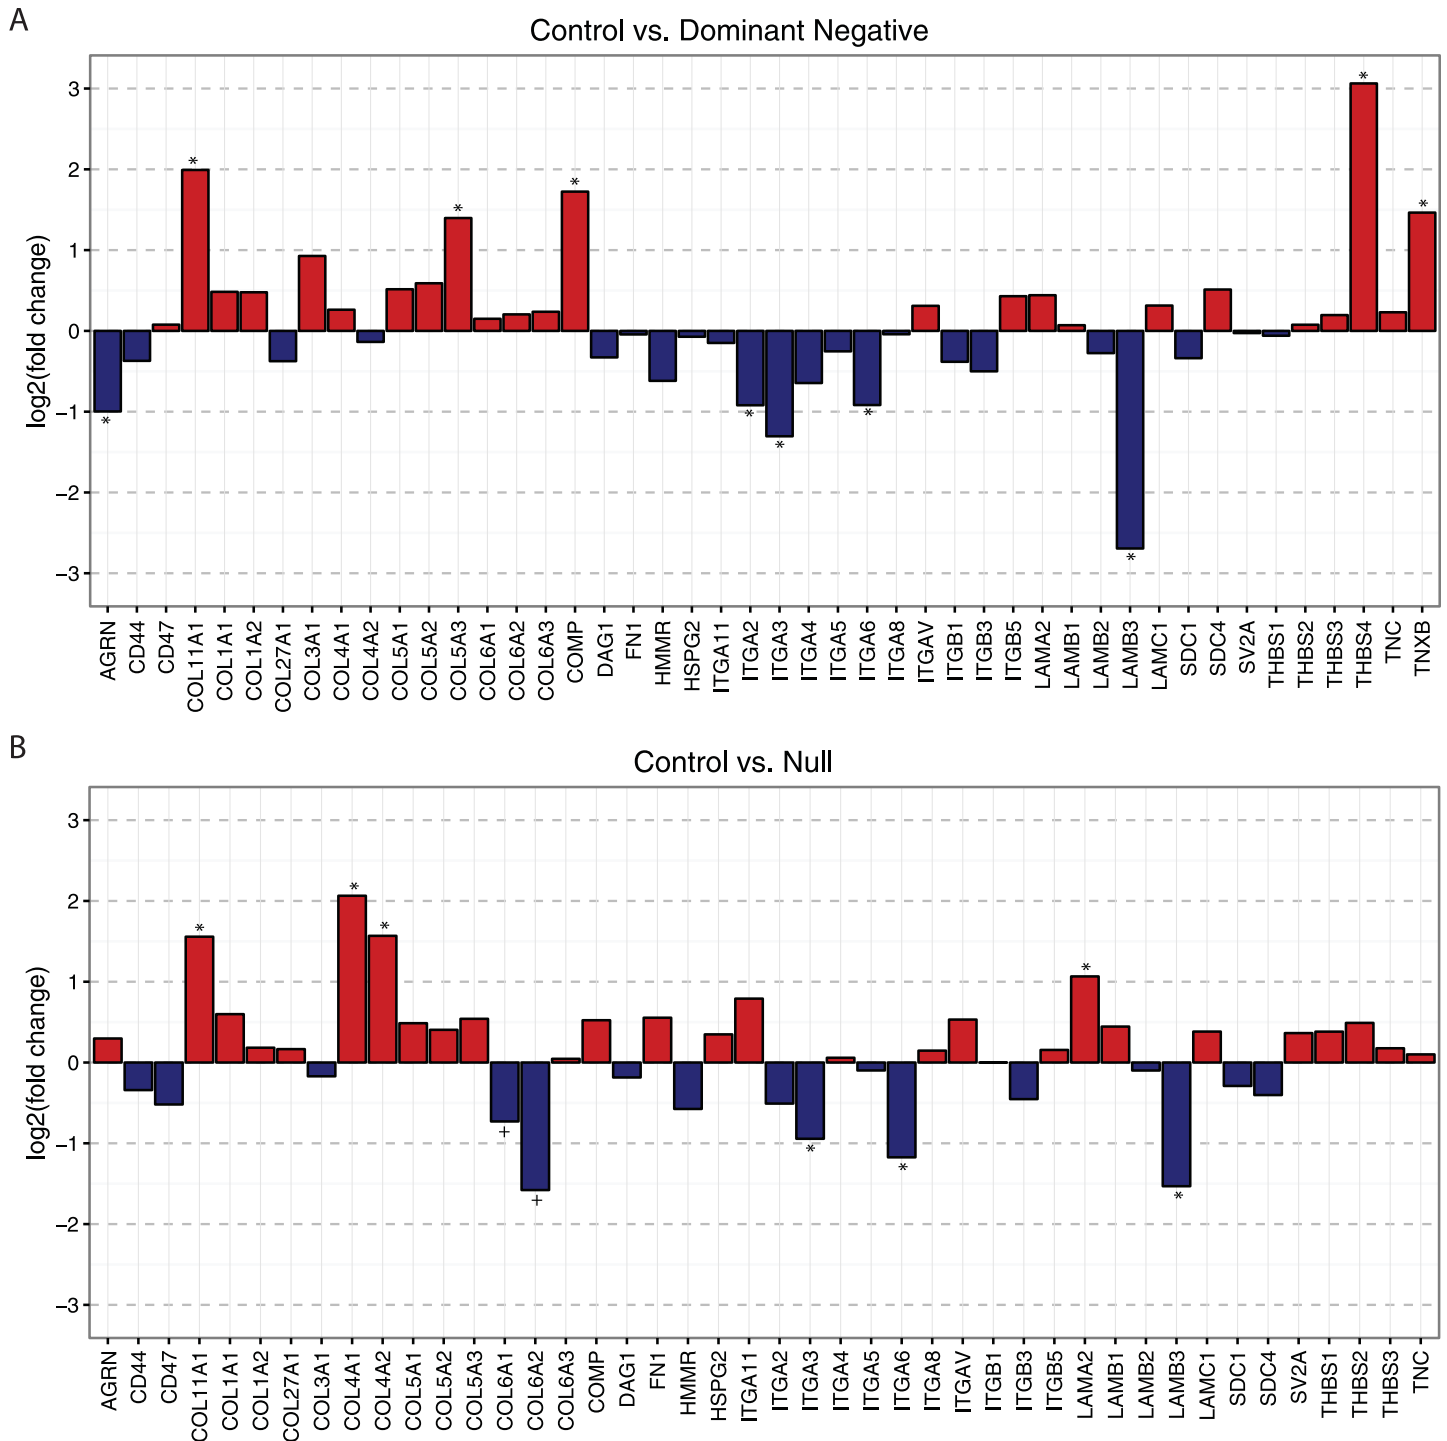 A
Control vs. Dominant Negative
log2(fold change)
3
2
1
0
−1
−2
−3
* * * * * * * * * * *
AGRN CD44 CD47 COL11A1 COL1A1 COL1A2 COL27A1 COL3A1 COL4A1 COL4A2 COL5A1 COL5A2 COL5A3 COL6A1 COL6A2 COL6A3 COMP DAG1 FN1 HMMR HSPG2 ITGA11 ITGA2 ITGA3 ITGA4 ITGA5 ITGA6 ITGA8 ITGAV ITGB1 ITGB3 ITGB5 LAMA2 LAMB1 LAMB2 LAMB3 LAMC1 SDC1 SDC4 SV2A THBS1 THBS2 THBS3 THBS4 TNC TNXB
B
Control vs. Null
log2(fold change)
3
2
1
0
−1
−2
−3
* * * + + * * * *
AGRN CD44 CD47 COL11A1 COL1A1 COL1A2 COL27A1 COL3A1 COL4A1 COL4A2 COL5A1 COL5A2 COL5A3 COL6A1 COL6A2 COL6A3 COMP DAG1 FN1 HMMR HSPG2 ITGA11 ITGA2 ITGA3 ITGA4 ITGA5 ITGA6 ITGA8 ITGAV ITGB1 ITGB3 ITGB5 LAMA2 LAMB1 LAMB2 LAMB3 LAMC1 SDC1 SDC4 SV2A THBS1 THBS2 THBS3 TNC